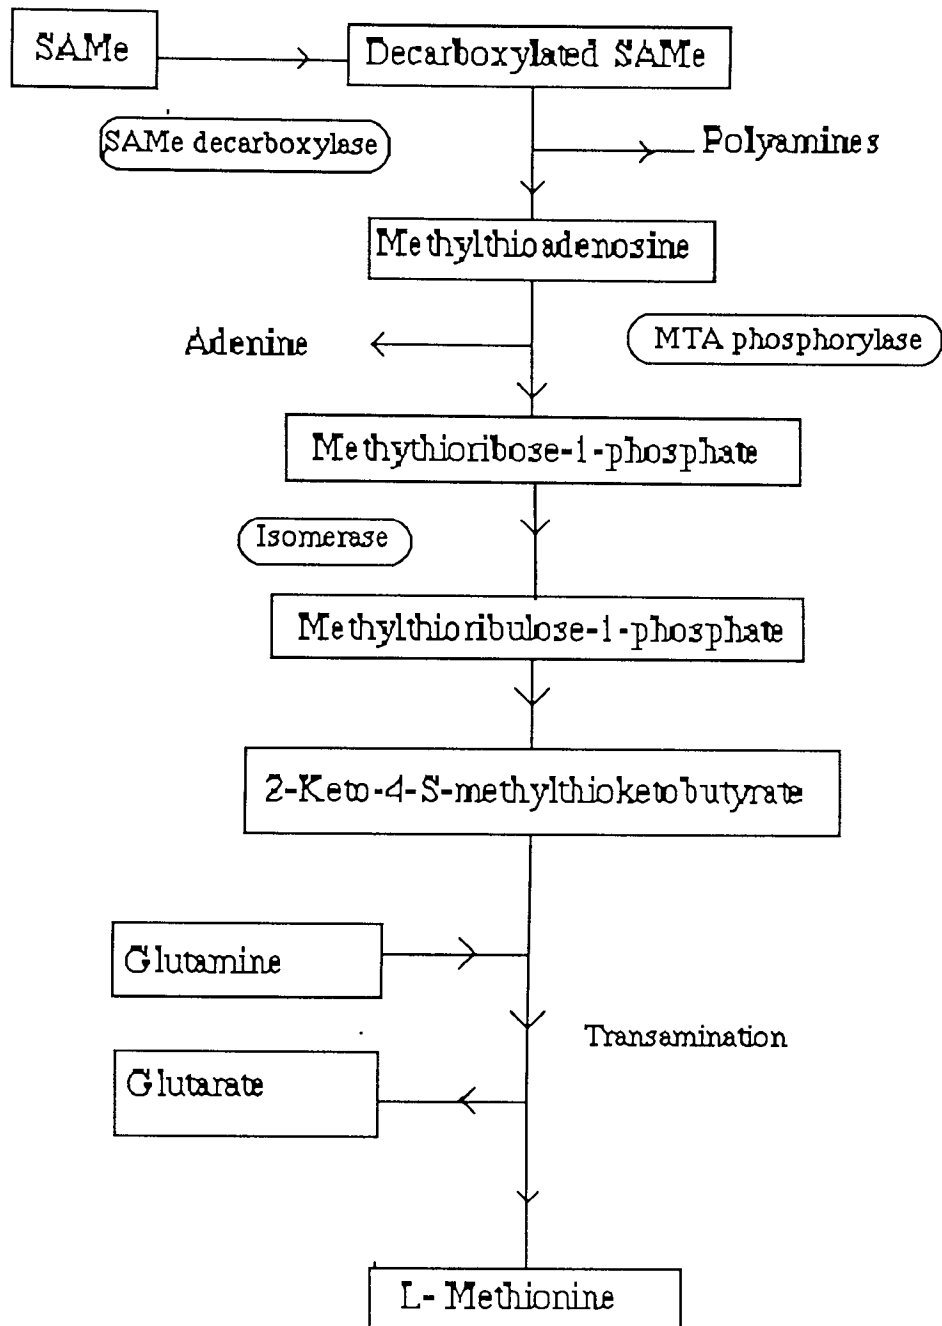 SAMe
Decarboxylated SAMe
SAMe decarboxylase
Polyamines
Methylthioadenosine
Adenine
MTA phosphorylase
Methythioribose-1-phosphate
Isomerase
Methylthioribulose-1-phosphate
2-Keto-4-S-methylthioketobutyrate
Glutamine
Transamination
Glutarate
L- Methionine